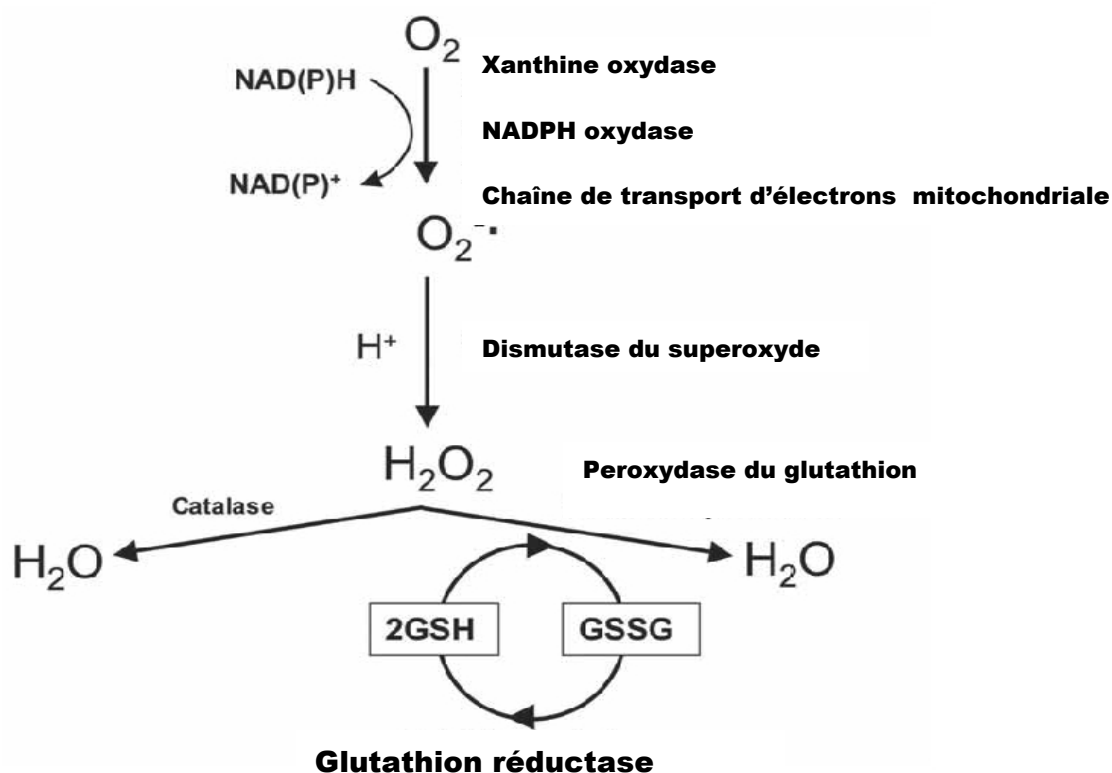 O₂
Xanthine oxydase
NAD(P)H
NADPH oxydase
NAD(P)⁺
Chaîne de transport d’électrons mitochondriale
O₂⁻·
H⁺
Dismutase du superoxyde
H₂O₂
Peroxydase du glutathion
Catalase
H₂O
H₂O
2GSH
GSSG
Glutathion réductase